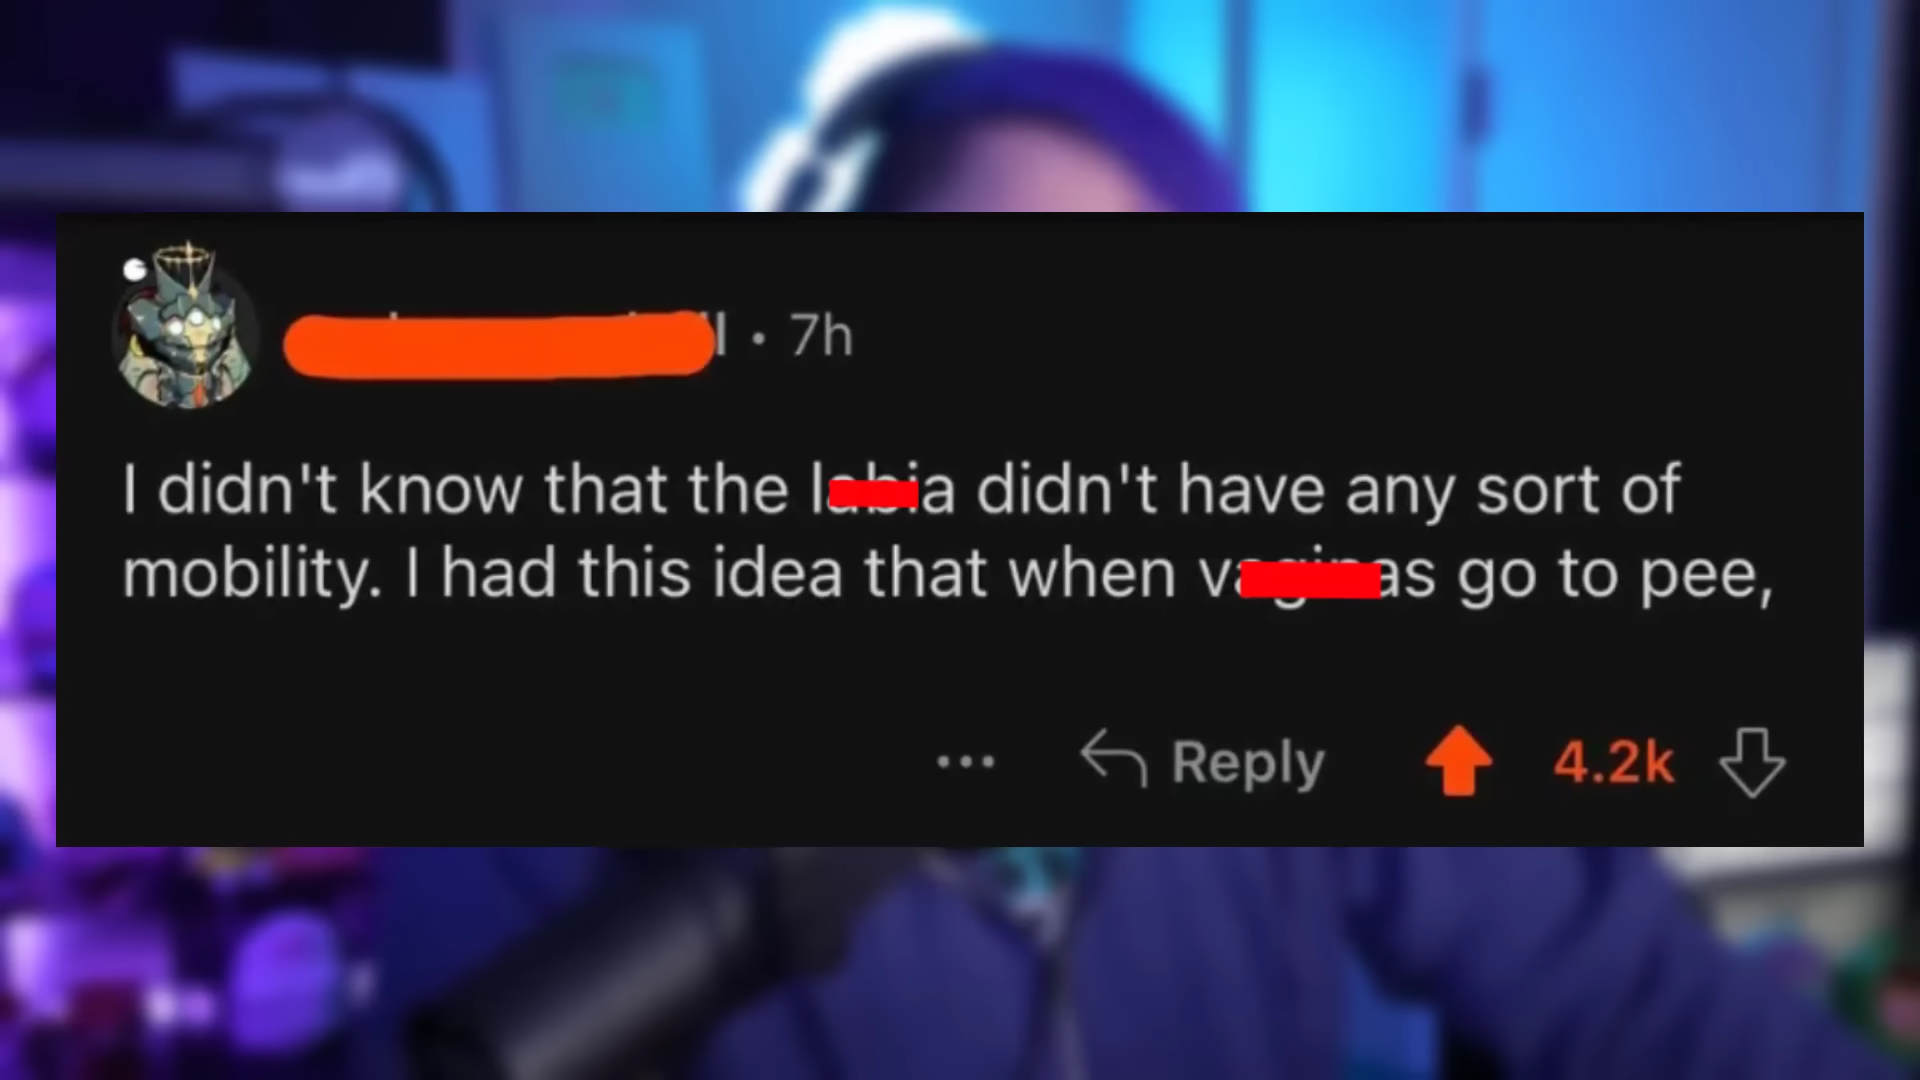 • 7h
I didn't know that the labia didn't have any sort of
mobility. I had this idea that when vaginas go to pee,
Reply 4.2k